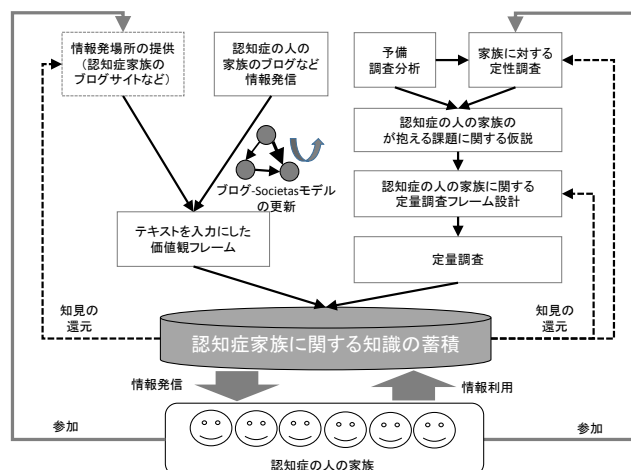 情報発場所の提供
(認知症家族の
ブログサイトなど)
認知症の人の
家族のブログなど
情報発信
予備
調査分析
家族に対する
定性調査
認知症の人の家族の
が抱える課題に関する仮説
ブログ-Societasモデル
の更新
認知症の人の家族に関する
定量調査フレーム設計
テキストを入力にした
価値観フレーム
定量調査
知見の
還元
知見の
還元
認知症家族に関する知識の蓄積
情報発信
情報利用
参加
参加
認知症の人の家族